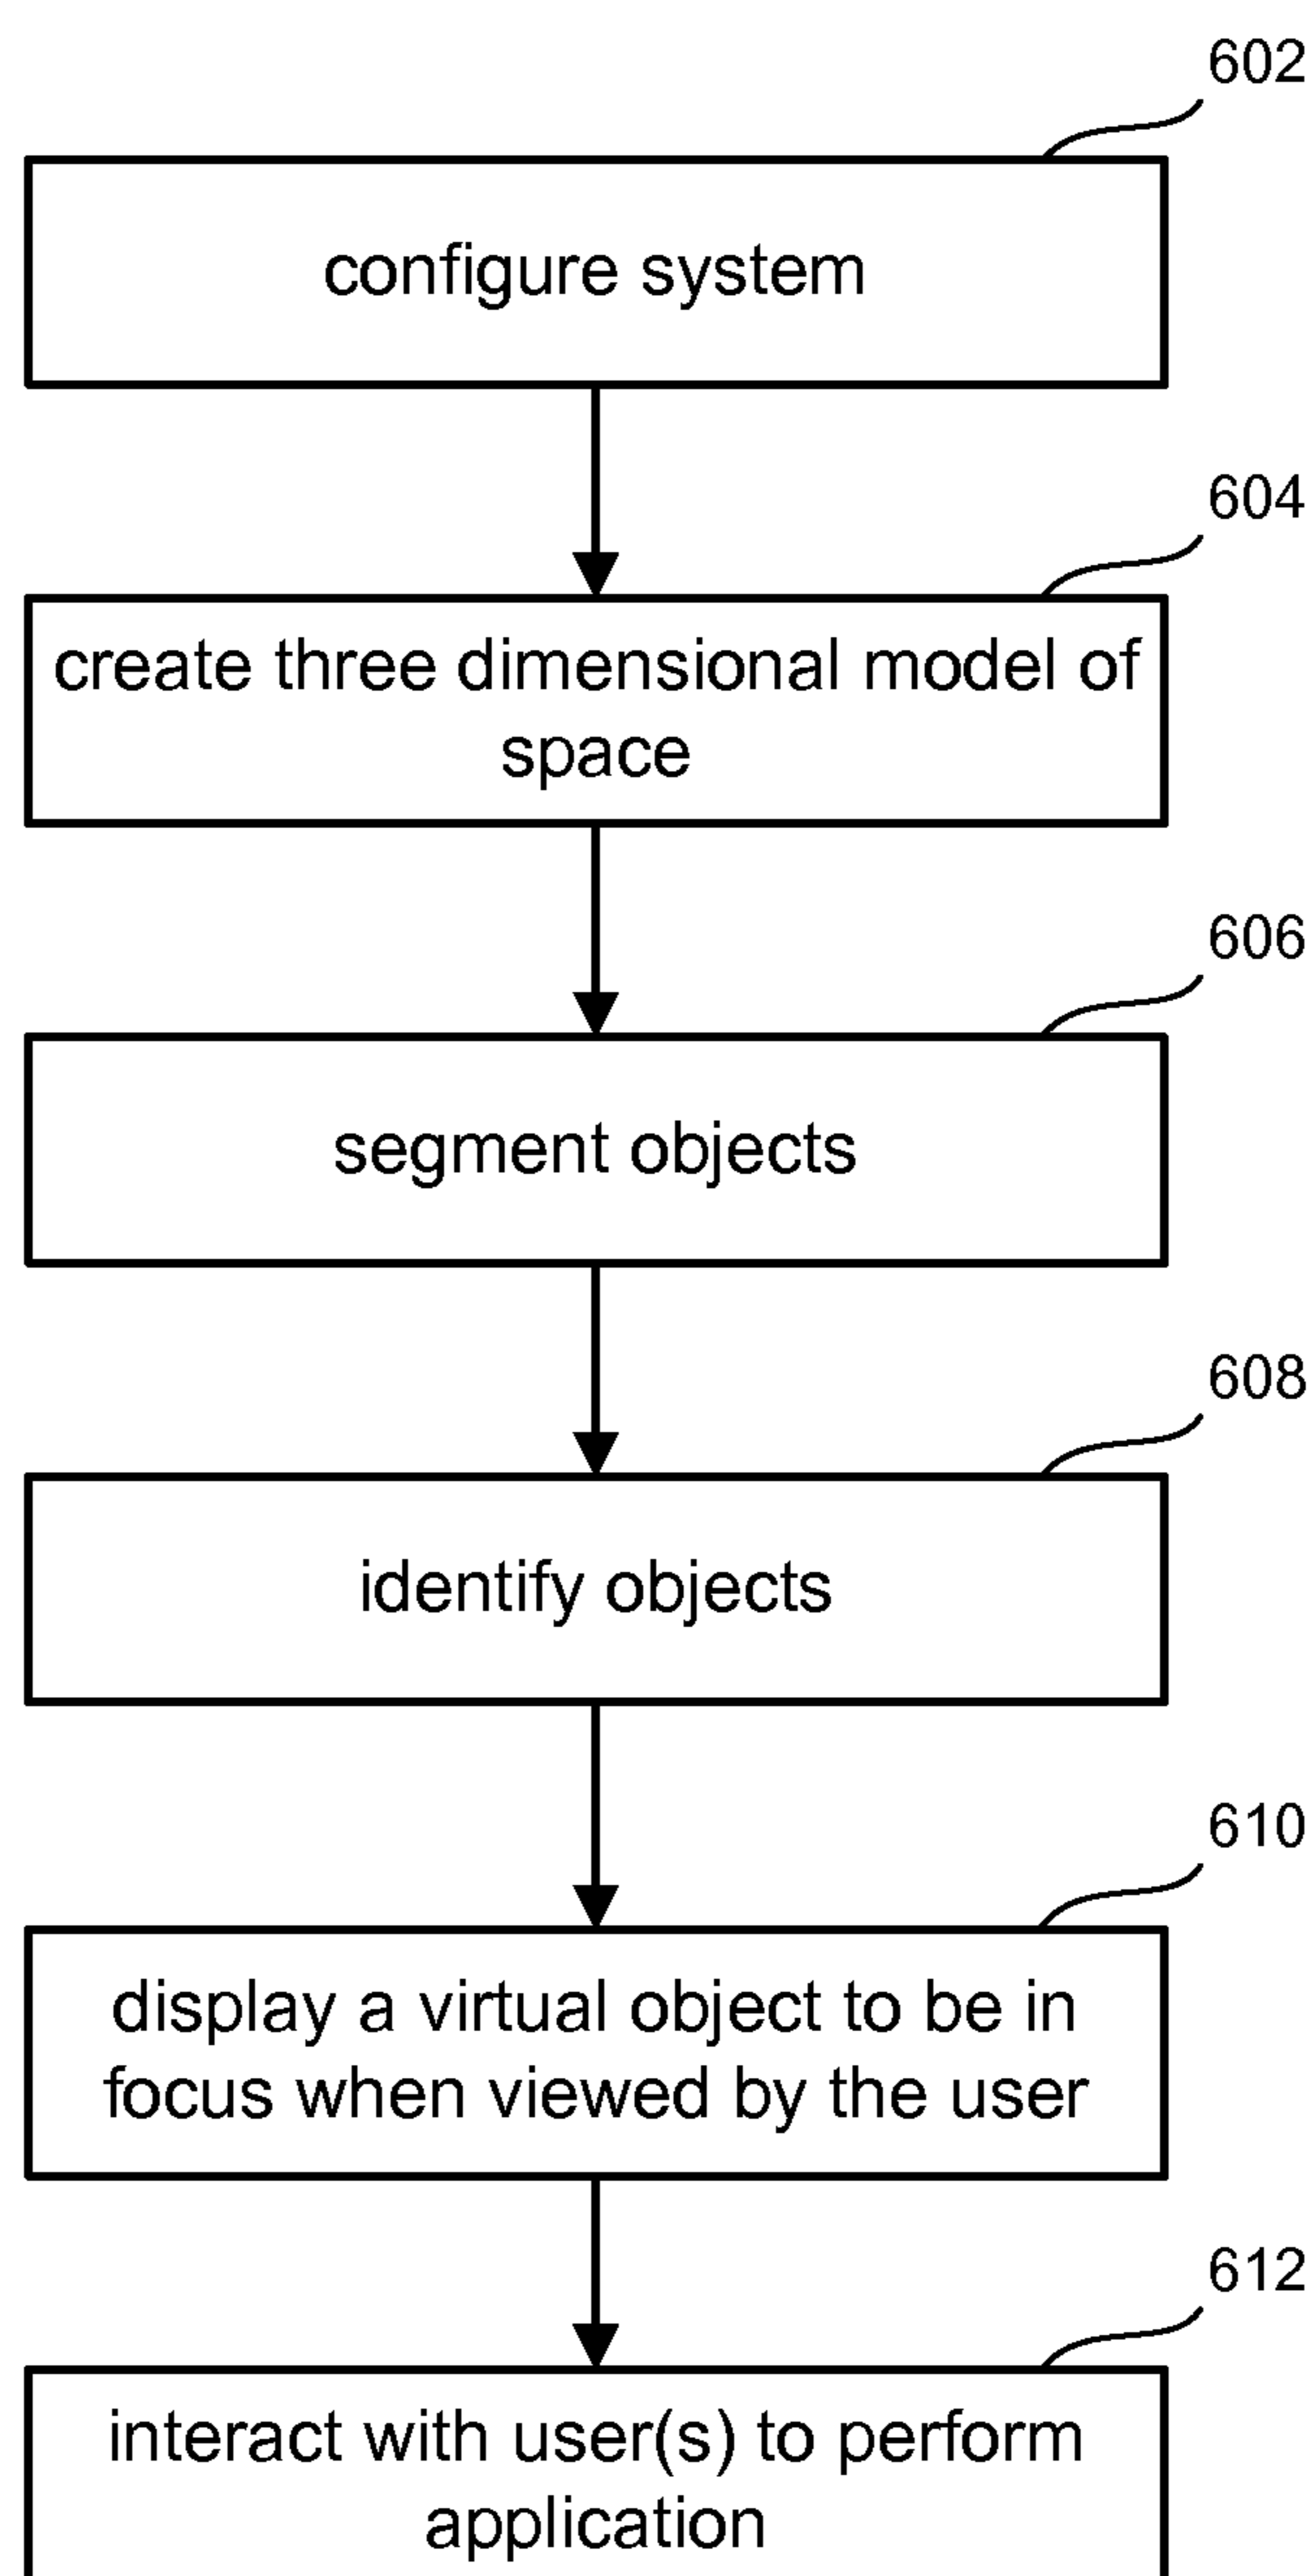 602
configure system
604
create three dimensional model of
space
606
segment objects
608
identify objects
610
display a virtual object to be in
focus when viewed by the user
612
interact with user(s) to perform
application